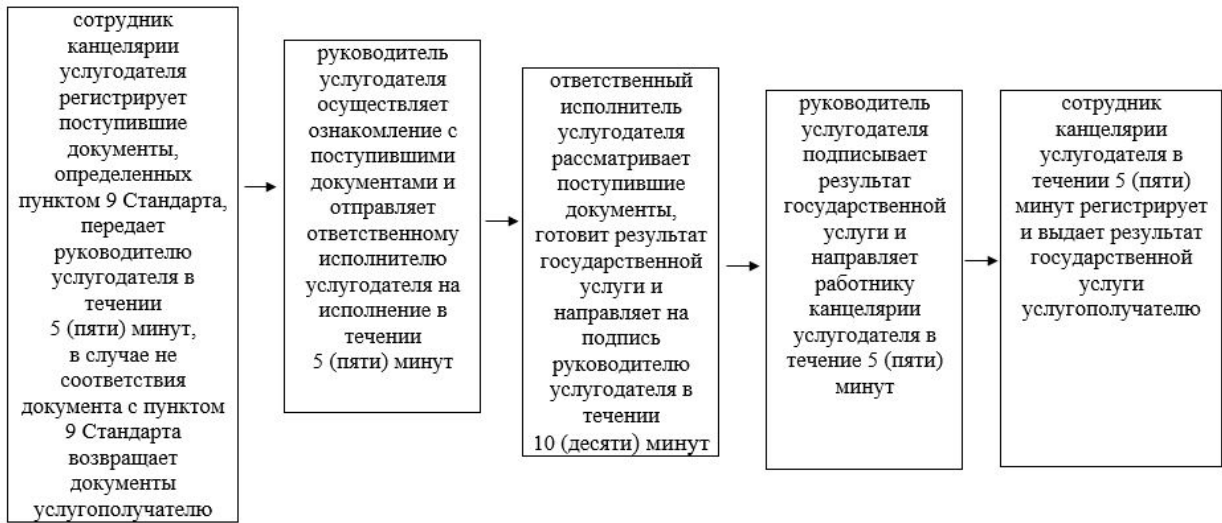 сотрудник
канцелярии
услугодателя
регистрирует
поступившие
документы,
определенных
пунктом 9 Стандарта,
передает
руководителю
услугодателя в
течении
5 (пяти) минут,
в случае не
соответствия
документа с пунктом
9 Стандарта
возвращает
документы
услугополучателю
руководитель
услугодателя
осуществляет
ознакомление с
поступившими
документами и
отправляет
ответственному
исполнителю
услугодателя на
исполнение в
течении
5 (пяти) минут
ответственный
исполнитель
услугодателя
рассматривает
поступившие
документы,
готовит результат
государственной
услуги и
направляет на
подпись
руководителю
услугодателя в
течении
10 (десяти) минут
руководитель
услугодателя
подписывает
результат
государственной
услуги и
направляет
работнику
канцелярии
услугодателя в
течение 5 (пяти)
минут
сотрудник
канцелярии
услугодателя в
течении 5 (пяти)
минут регистрирует
и выдает результат
государственной
услуги
услугополучателю